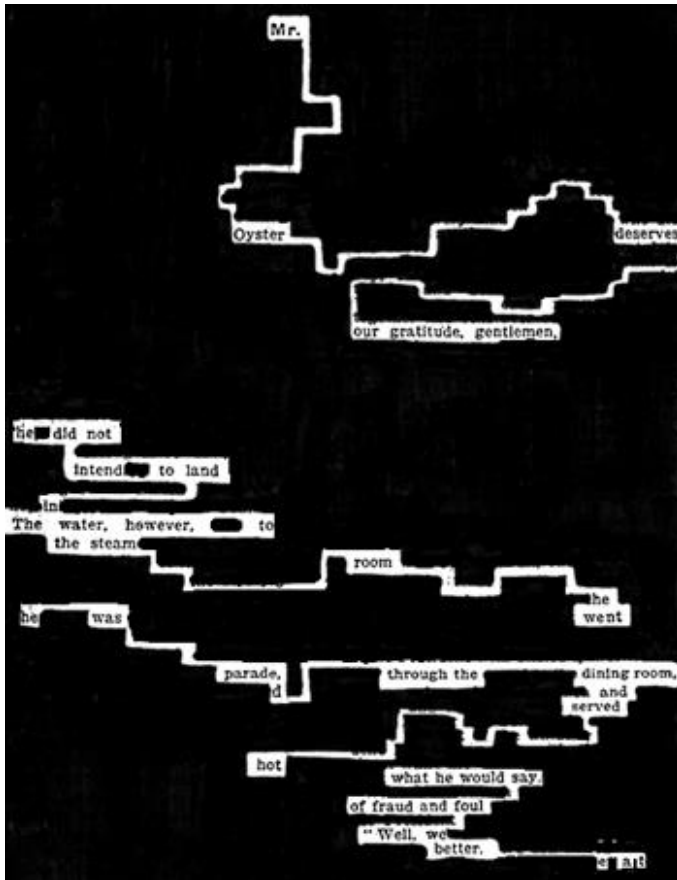 Mr.
Oyster deserves
our gratitude, gentlemen,
he did not
intend to land
in
The water, however, to
the steam
room
he
he was went
parade, through the dining room,
d and
served
hot
what he would say.
of fraud and foul
"Well, we
better.
e at